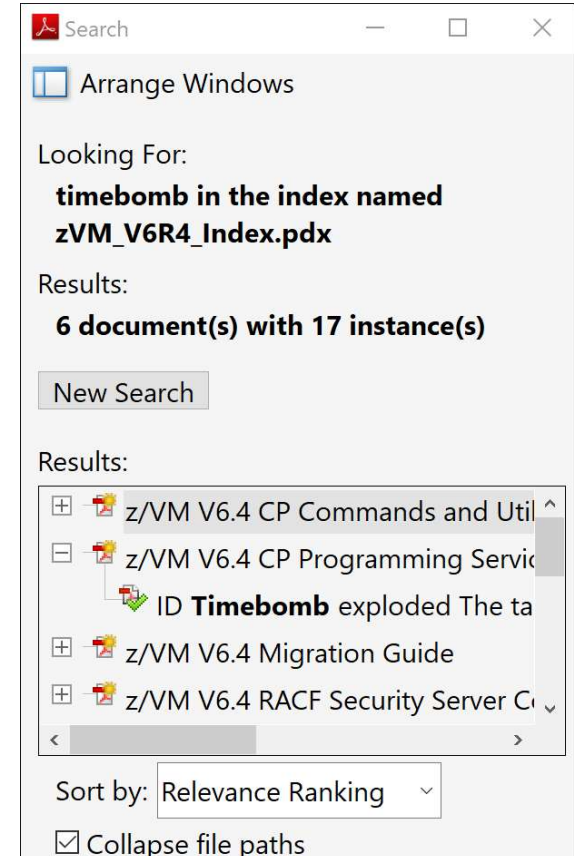 Search
Arrange Windows
Looking For:
timebomb in the index named
zVM_V6R4_Index.pdx
Results:
6 document(s) with 17 instance(s)
New Search
Results:
z/VM V6.4 CP Commands and Util
z/VM V6.4 CP Programming Servic
ID Timebomb exploded The ta
z/VM V6.4 Migration Guide
z/VM V6.4 RACF Security Server Co
Sort by: Relevance Ranking
Collapse file paths